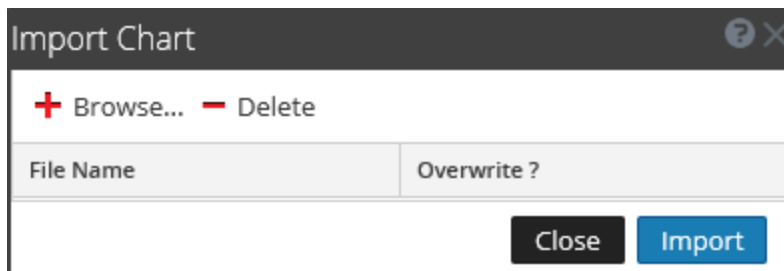 Import Chart
Browse... Delete
File Name Overwrite ?
Close Import